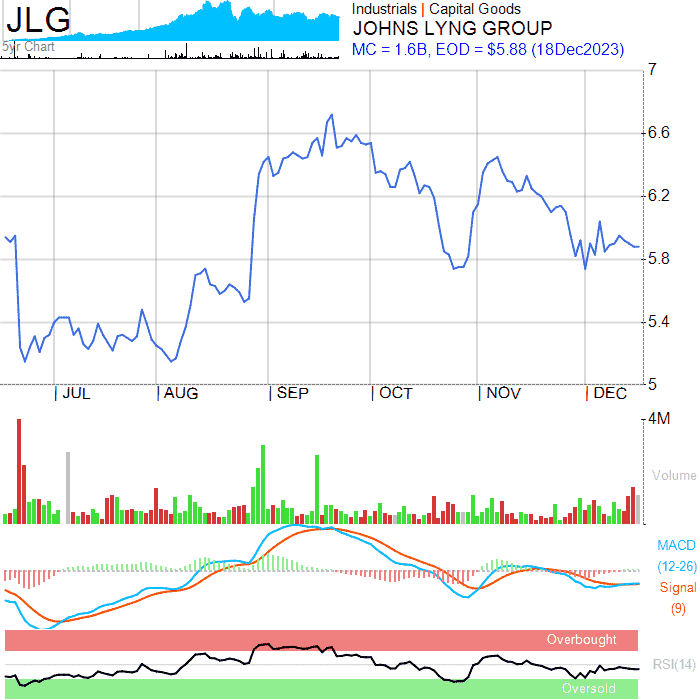 JLG
5yr Chart
Industrials | Capital Goods
JOHNS LYNG GROUP
MC = 1.6B, EOD = $5.88 (18Dec2023)
7
6.6
6.2
5.8
5.4
5
JUL AUG SEP OCT NOV DEC
4M
Volume
MACD
(12-26)
Signal
(9)
Overbought
RSI(14)
Oversold